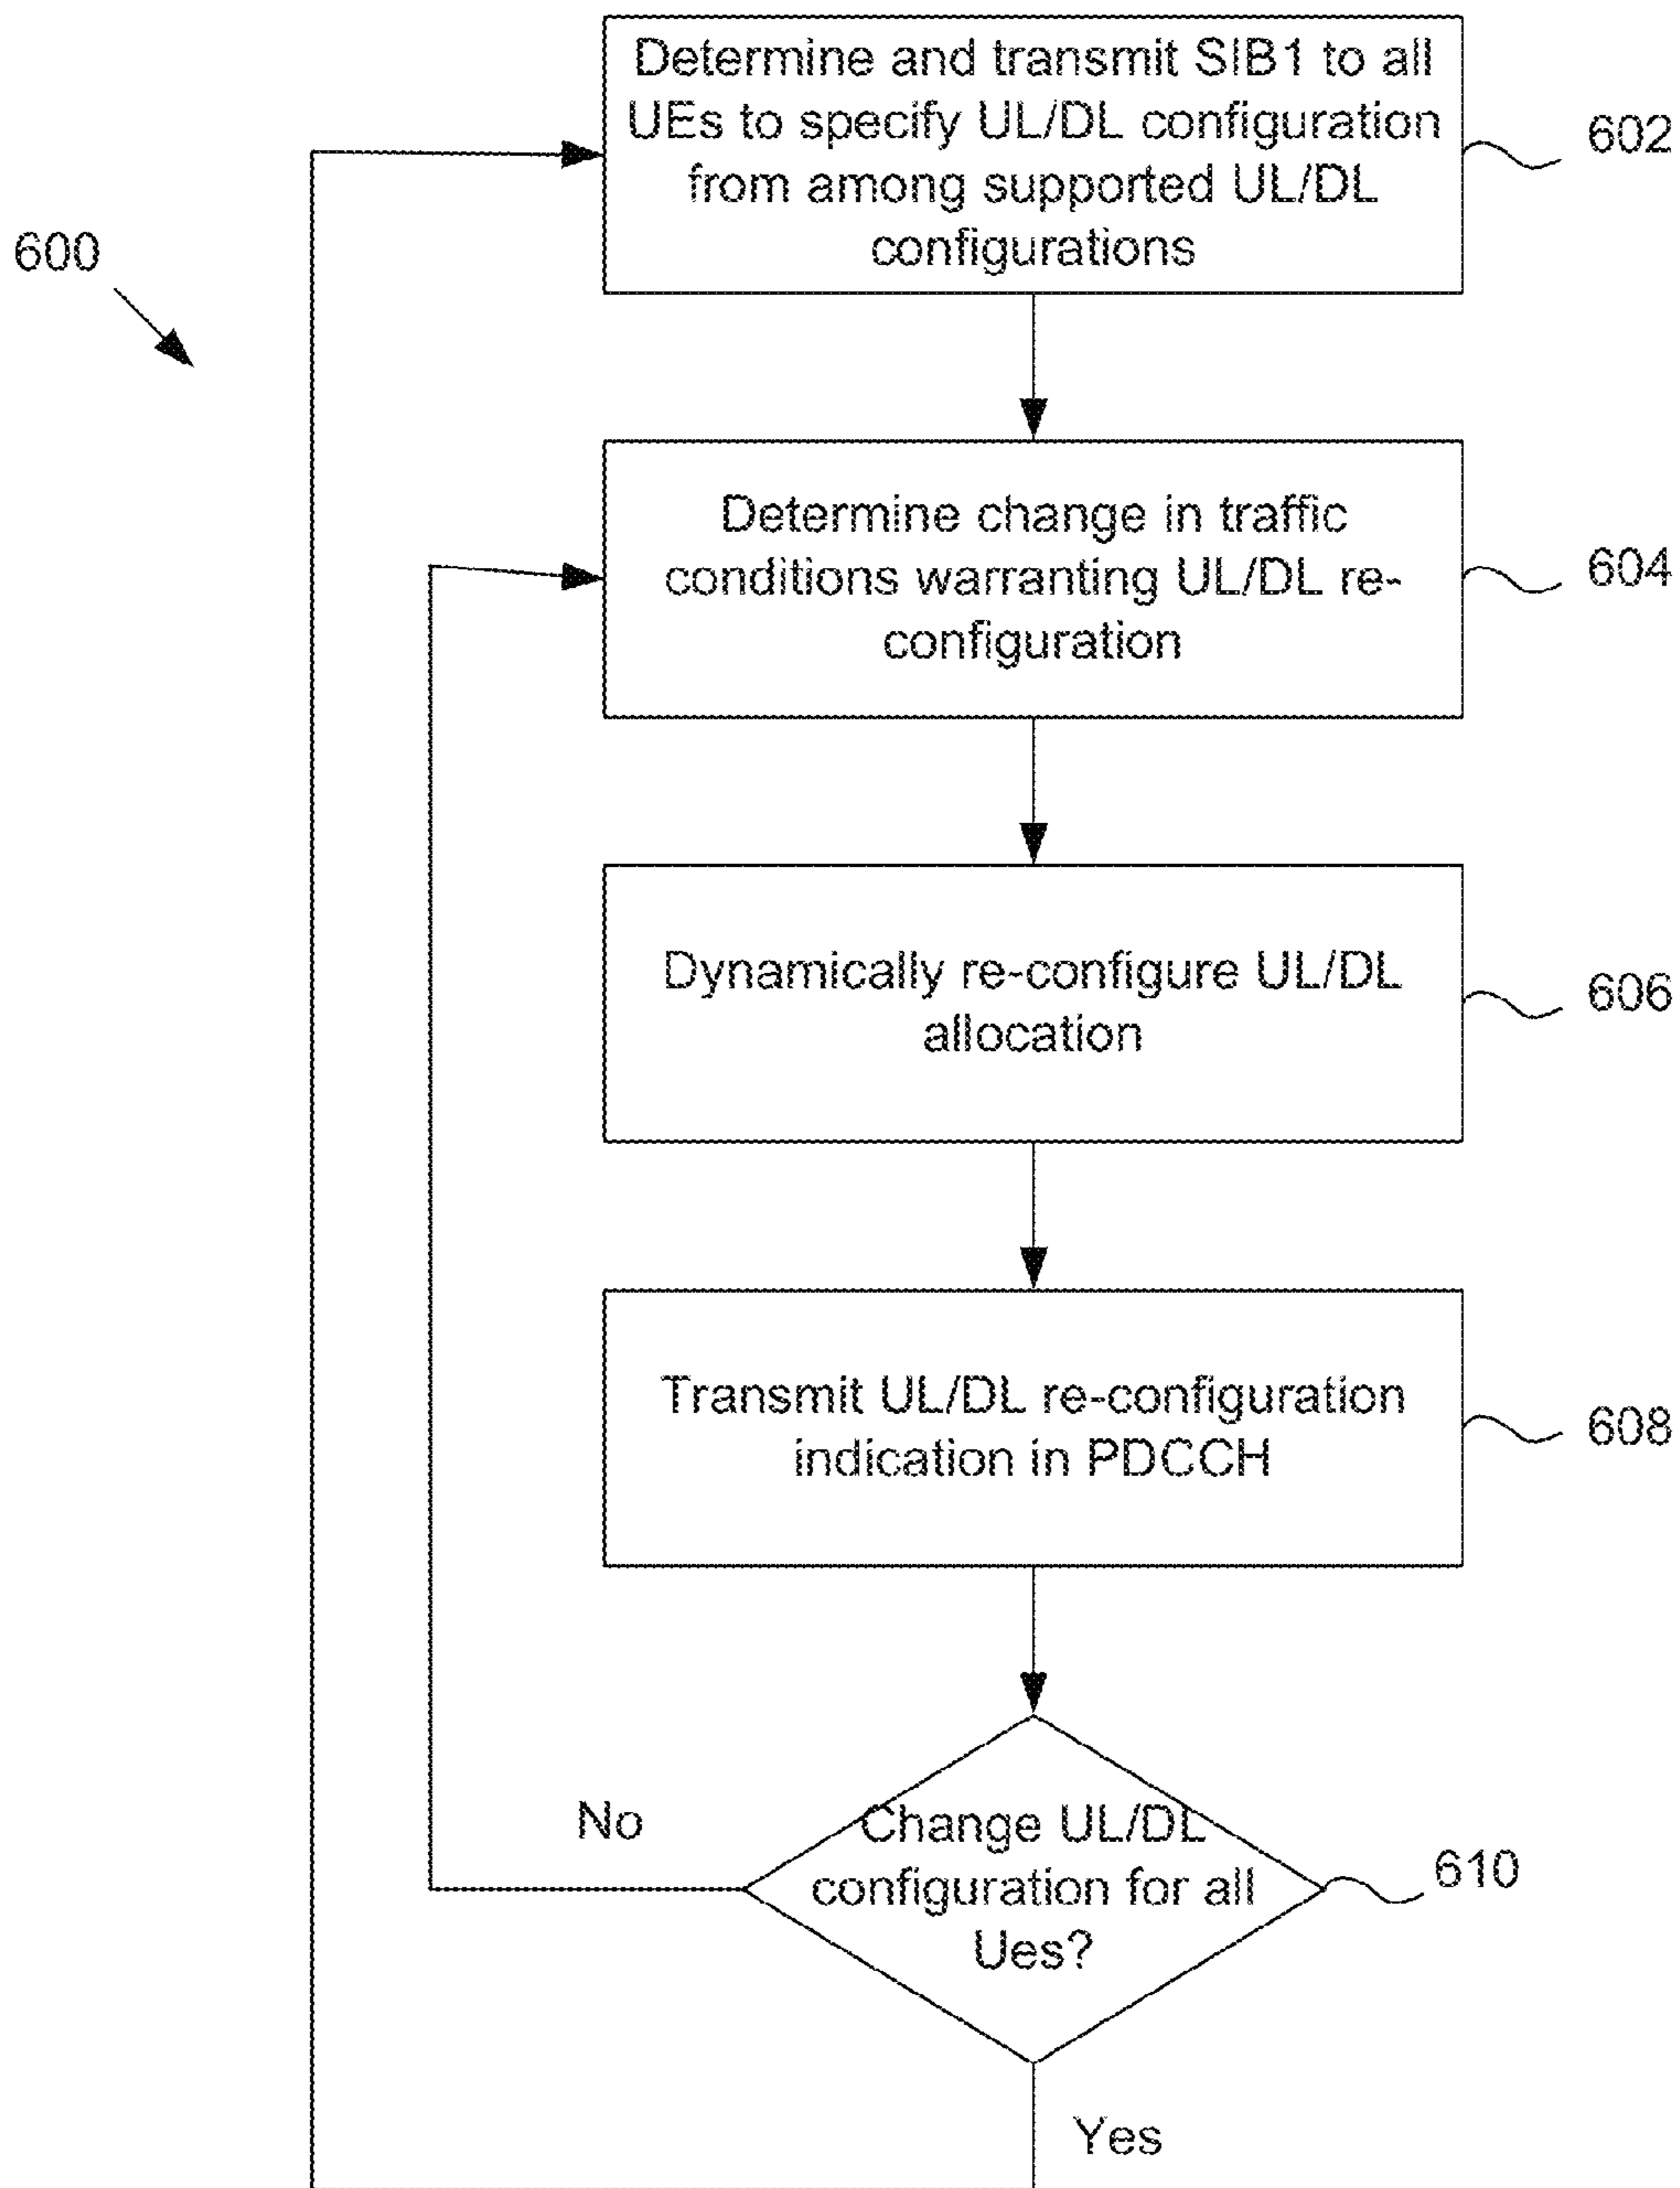 Determine and transmit SIB1 to all
UEs to specify UL/DL configuration
from among supported UL/DL
configurations
602
600
Determine change in traffic
conditions warranting UL/DL re-
configuration
604
Dynamically re-configure UL/DL
allocation
606
Transmit UL/DL re-configuration
indication in PDCCH
608
No
Change UL/DL
configuration for all
Ues?
610
Yes